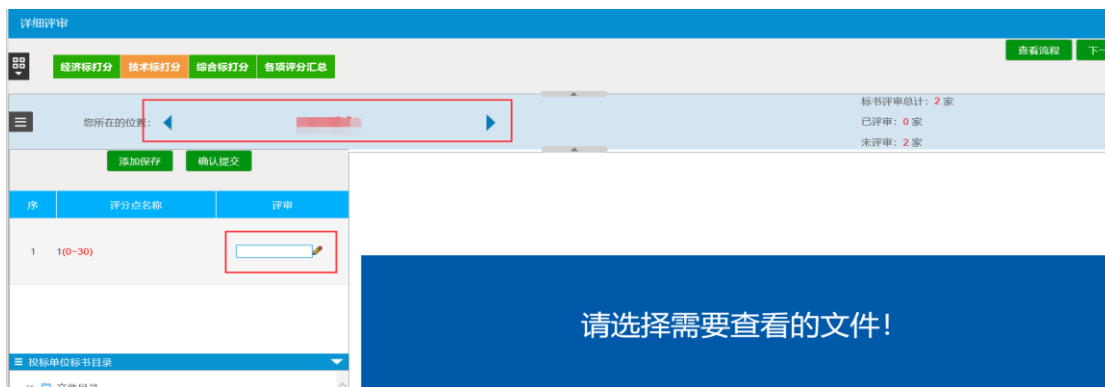 详细评审
查看流程 下一
经济标打分 技术标打分 综合标打分 各项评分汇总
标书评审总计：2 家
您所在的位置：
已评审：0 家
未评审：2 家
添加保存 确认提交
序 评分点名称 评审
1 1(0~30)
请选择需要查看的文件！
投标单位标书目录
文件目录